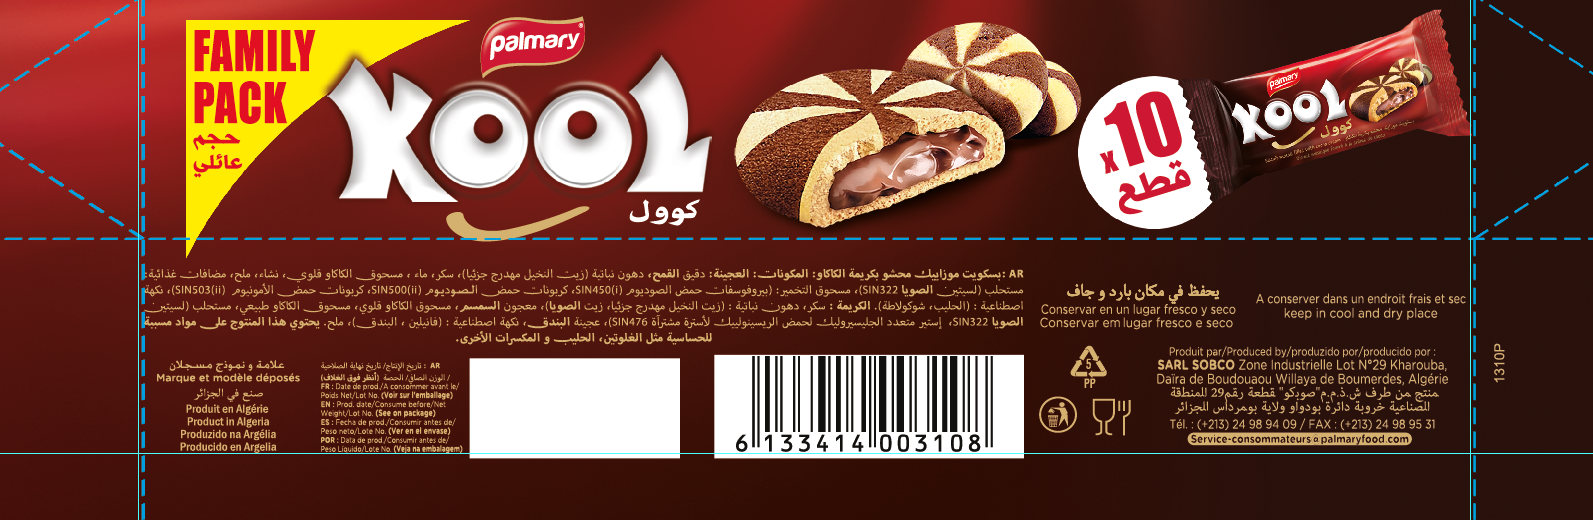 FAMILY
PACK
حجم
عائلي
palmary
KOOL
كوول
palmary
KOOL
كوول
x10
قطع
AR :بسكويت موزاييك محشو بكريمة الكاكاو: المكونات: العجينة: دقيق القمح، دهون نباتية (زيت النخيل مهدرج جزئيا)، سكر، ماء ، مسحوق الكاكاو قلوي، نشاء، ملح، مضافات غذائية:
مستحلب (لسيتين الصويا SIN322)، مسحوق التخمير: (بيروفوسفات حمض الصوديوم SIN450(i)، كربونات حمض الصوديوم SIN500(ii)، كربونات حمض الأمونيوم SIN503(ii))، نكهة
اصطناعية : (الحليب، شوكولاطة). الكريمة : سكر، دهون نباتية : (زيت النخيل مهدرج جزئيا، زيت الصويا)، معجون السمسم، مسحوق الكاكاو قلوي، مسحوق الكاكاو طبيعي، مستحلب (لسيتين
الصويا SIN322، إستير متعدد الجليسيروليك لحمض الريسينولييك لأسترة مشتركة SIN476)، عجينة البندق، نكهة اصطناعية : (فانيلين ، البندق)، ملح. يحتوي هذا المنتوج على مواد مسببة
للحساسية مثل الغلوتين، الحليب و المكسرات الأخرى.
يحفظ في مكان بارد و جاف
Conservar en un lugar fresco y seco
Conservar em lugar fresco e seco
A conserver dans un endroit frais et sec
keep in cool and dry place
علامة و نموذج مسجلان
Marque et modèle déposés
صنع في الجزائر
Produit en Algérie
Product in Algeria
Produzido na Argélia
Producido en Argelia
AR : تاريخ الإنتاج/ تاريخ نهاية الصلاحية
/ الوزن الصافي/ الحصة (أنظر فوق الغلاف)
FR : Date de prod./A consommer avant le/
Poids Net/Lot No. (Voir sur l'emballage)
EN : Prod. date/Consume before/Net
Weight/Lot No. (See on package)
ES : Fecha de prod./Consumir antes de/
Peso neto/Lote No. (Ver en el envase)
POR : Data de prod./Consumir antes de/
Peso Liquido/Lote No. (Veja na embalagem)
6 133414 003108
5
PP
Produit par/Produced by/produzido por/producido por :
SARL SOBCO Zone Industrielle Lot N°29 Kharouba,
Daïra de Boudouaou Willaya de Boumerdes, Algérie
منتج من طرف ش.ذ.م.م"صوبكو" قطعة رقم29 المنطقة
الصناعية خروبة دائرة بودواو ولاية بومرداس الجزائر
Tél. : (+213) 24 98 94 09 / FAX : (+213) 24 98 95 31
Service-consommateurs@palmaryfood.com
1310P